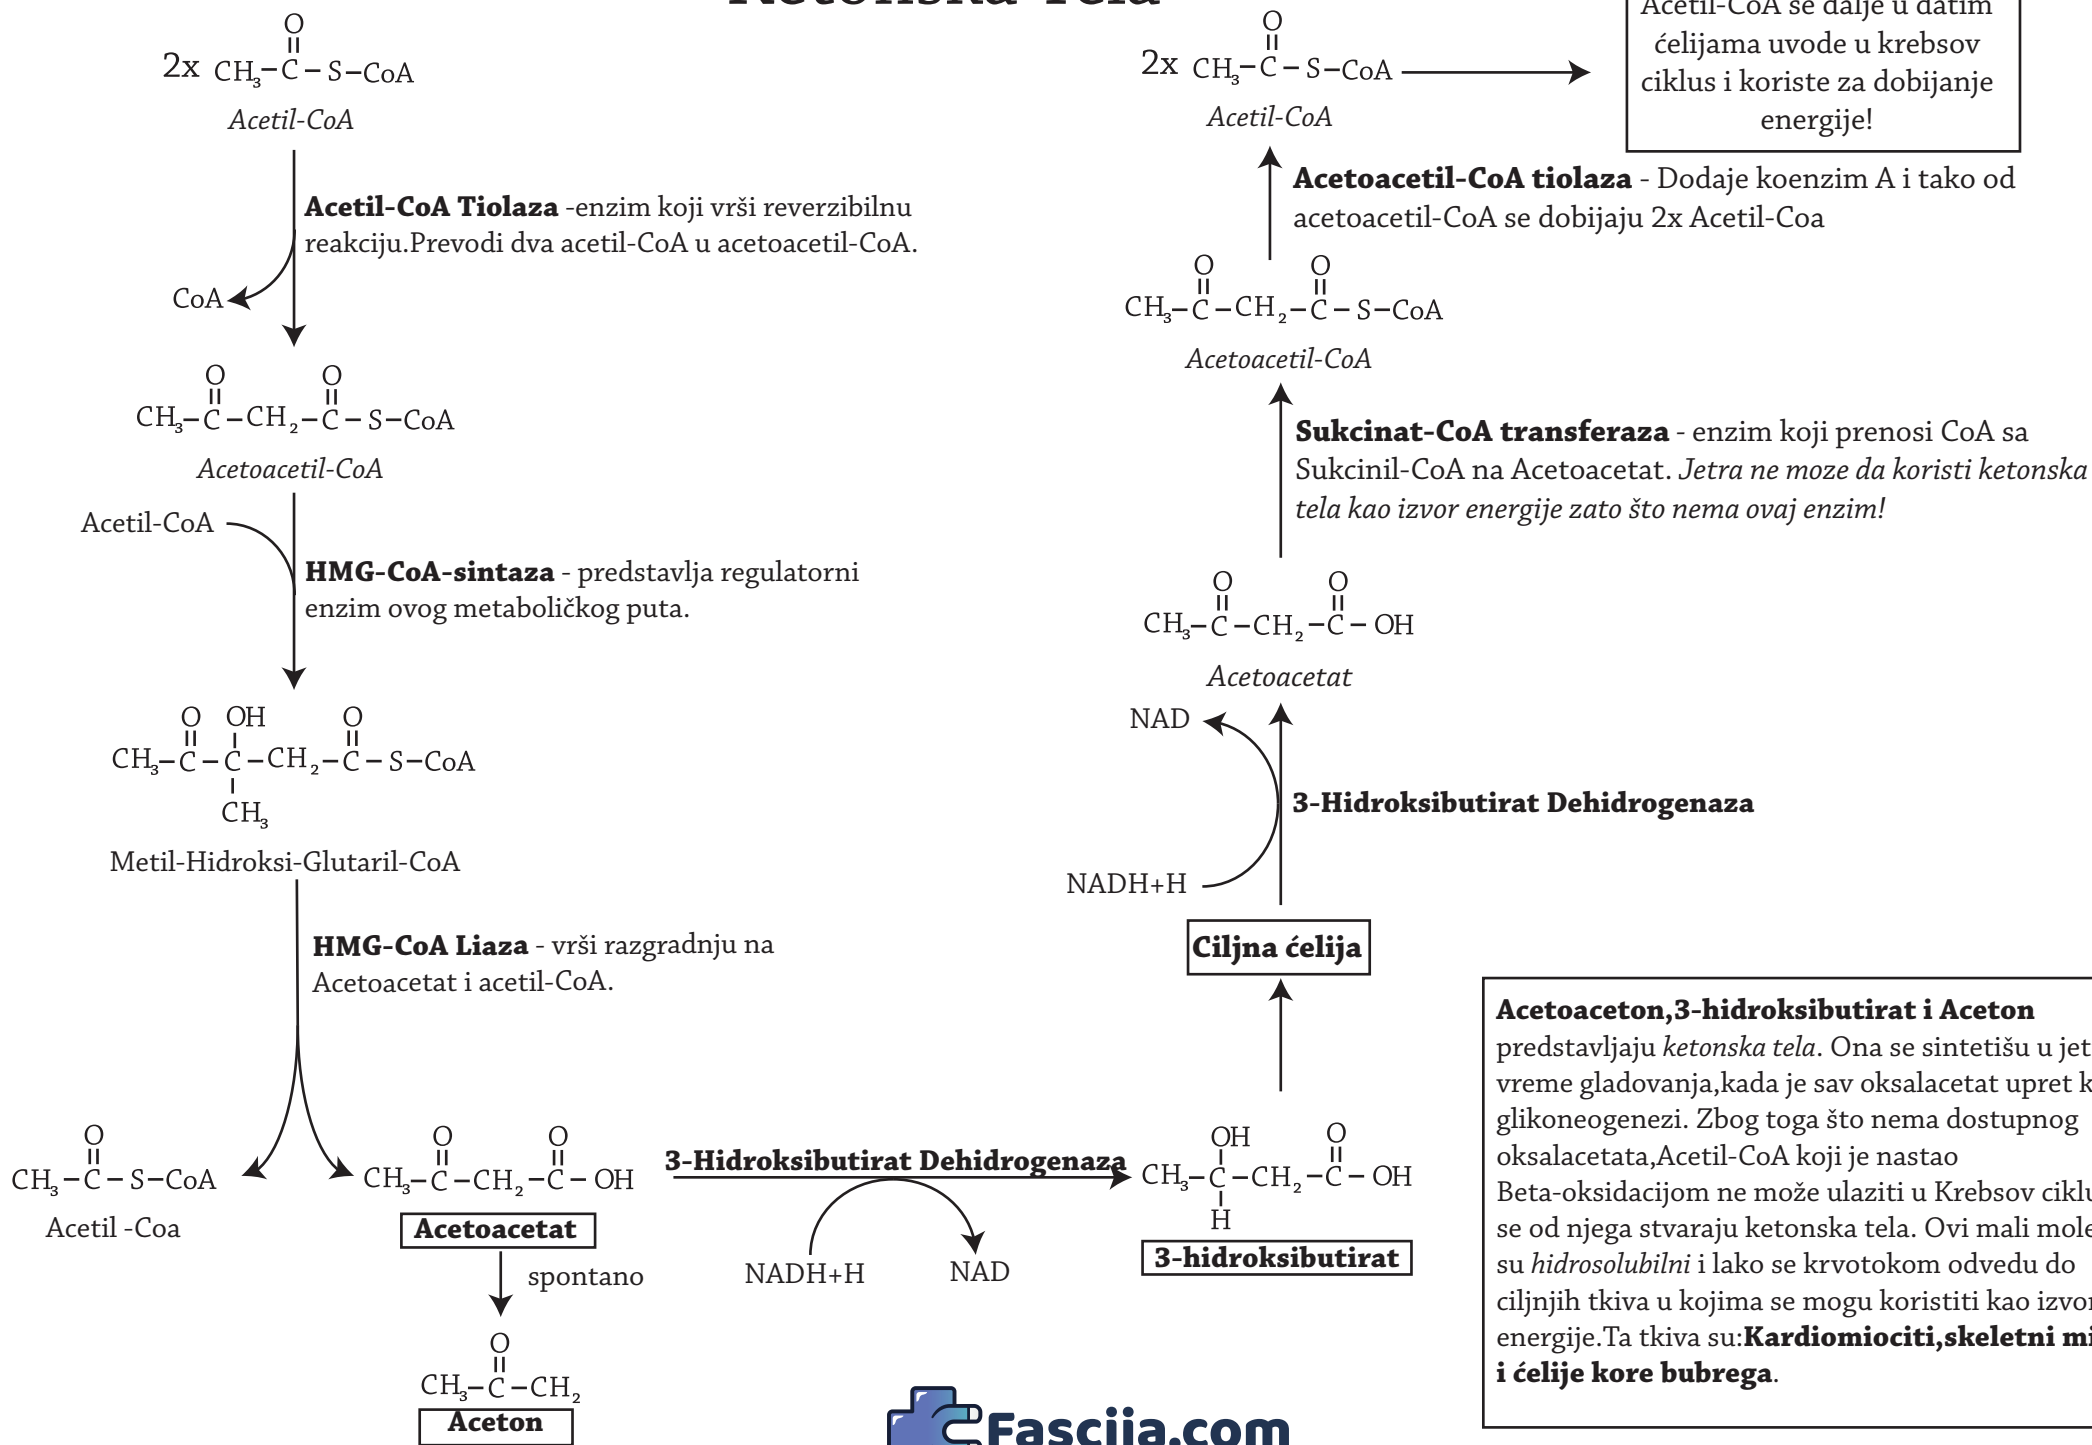 Ketonska Tela
O
2x CH₃–C–S–CoA
Acetil-CoA
Acetil-CoA Tiolaza -enzim koji vrši reverzibilnu
reakciju.Prevodi dva acetil-CoA u acetoacetil-CoA.
CoA
O O
CH₃–C–CH₂–C–S–CoA
Acetoacetil-CoA
Acetil-CoA
HMG-CoA-sintaza - predstavlja regulatorni
enzim ovog metaboličkog puta.
O OH O
CH₃–C–C–CH₂–C–S–CoA
CH₃
Metil-Hidroksi-Glutaril-CoA
HMG-CoA Liaza - vrši razgradnju na
Acetoacetat i acetil-CoA.
O
CH₃–C–S–CoA
Acetil -Coa
O O
CH₃–C–CH₂–C–OH
Acetoacetat
spontano
O
CH₃–C–CH₂
Aceton
3-Hidroksibutirat Dehidrogenaza
NADH+H
NAD
OH O
CH₃–C–CH₂–C–OH
H
3-hidroksibutirat
Ciljna ćelija
NADH+H
NAD
3-Hidroksibutirat Dehidrogenaza
O O
CH₃–C–CH₂–C–OH
Acetoacetat
Sukcinat-CoA transferaza - enzim koji prenosi CoA sa
Sukcinil-CoA na Acetoacetat. Jetra ne moze da koristi ketonska
tela kao izvor energije zato što nema ovaj enzim!
O O
CH₃–C–CH₂–C–S–CoA
Acetoacetil-CoA
Acetoacetil-CoA tiolaza - Dodaje koenzim A i tako od
acetoacetil-CoA se dobijaju 2x Acetil-Coa
O
2x CH₃–C–S–CoA
Acetil-CoA
Acetil-CoA se dalje u datim
ćelijama uvode u krebsov
ciklus i koriste za dobijanje
energije!
Acetoaceton,3-hidroksibutirat i Aceton
predstavljaju ketonska tela. Ona se sintetišu u jet
vreme gladovanja,kada je sav oksalacetat upret k
glikoneogenezi. Zbog toga što nema dostupnog
oksalacetata,Acetil-CoA koji je nastao
Beta-oksidacijom ne može ulaziti u Krebsov ciklu
se od njega stvaraju ketonska tela. Ovi mali mole
su hidrosolubilni i lako se krvotokom odvedu do
ciljnjih tkiva u kojima se mogu koristiti kao izvor
energije.Ta tkiva su:Kardiomiociti,skeletni mi
i ćelije kore bubrega.
Fasciia.com